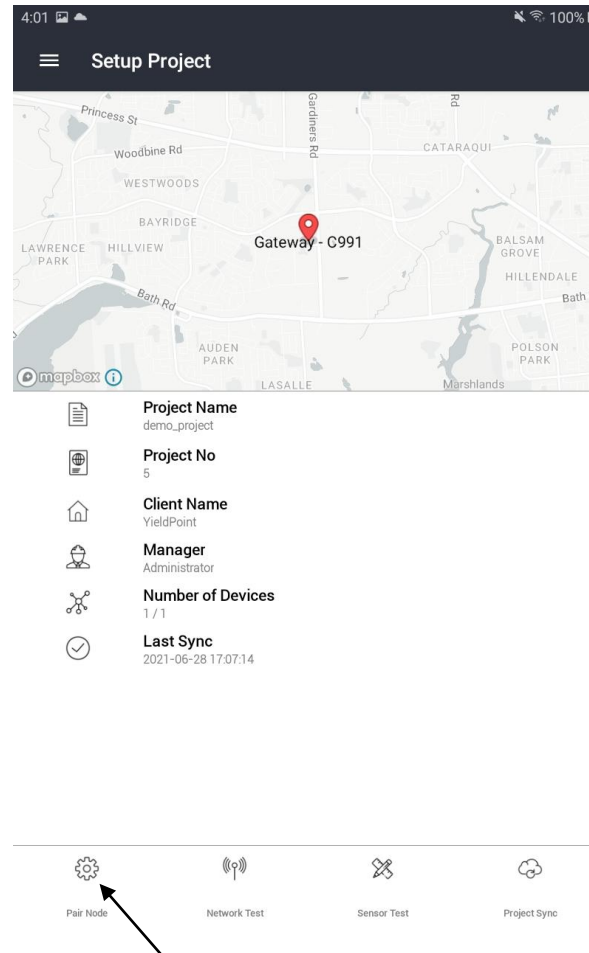 4:01 100%
Setup Project
Princess St
Gardiners Rd
Rd
Woodbine Rd
CATARAQUI
WESTWOODS
BAYRIDGE
Gateway - C991
LAWRENCE PARK
HILLVIEW
BALSAM GROVE
HILLENDALE
Bath Rd
Bath
AUDEN PARK
POLSON PARK
mapbox
LASALLE
Marshlands
Project Name
demo_project
Project No
5
Client Name
YieldPoint
Manager
Administrator
Number of Devices
1 / 1
Last Sync
2021-06-28 17:07:14
Pair Node Network Test Sensor Test Project Sync